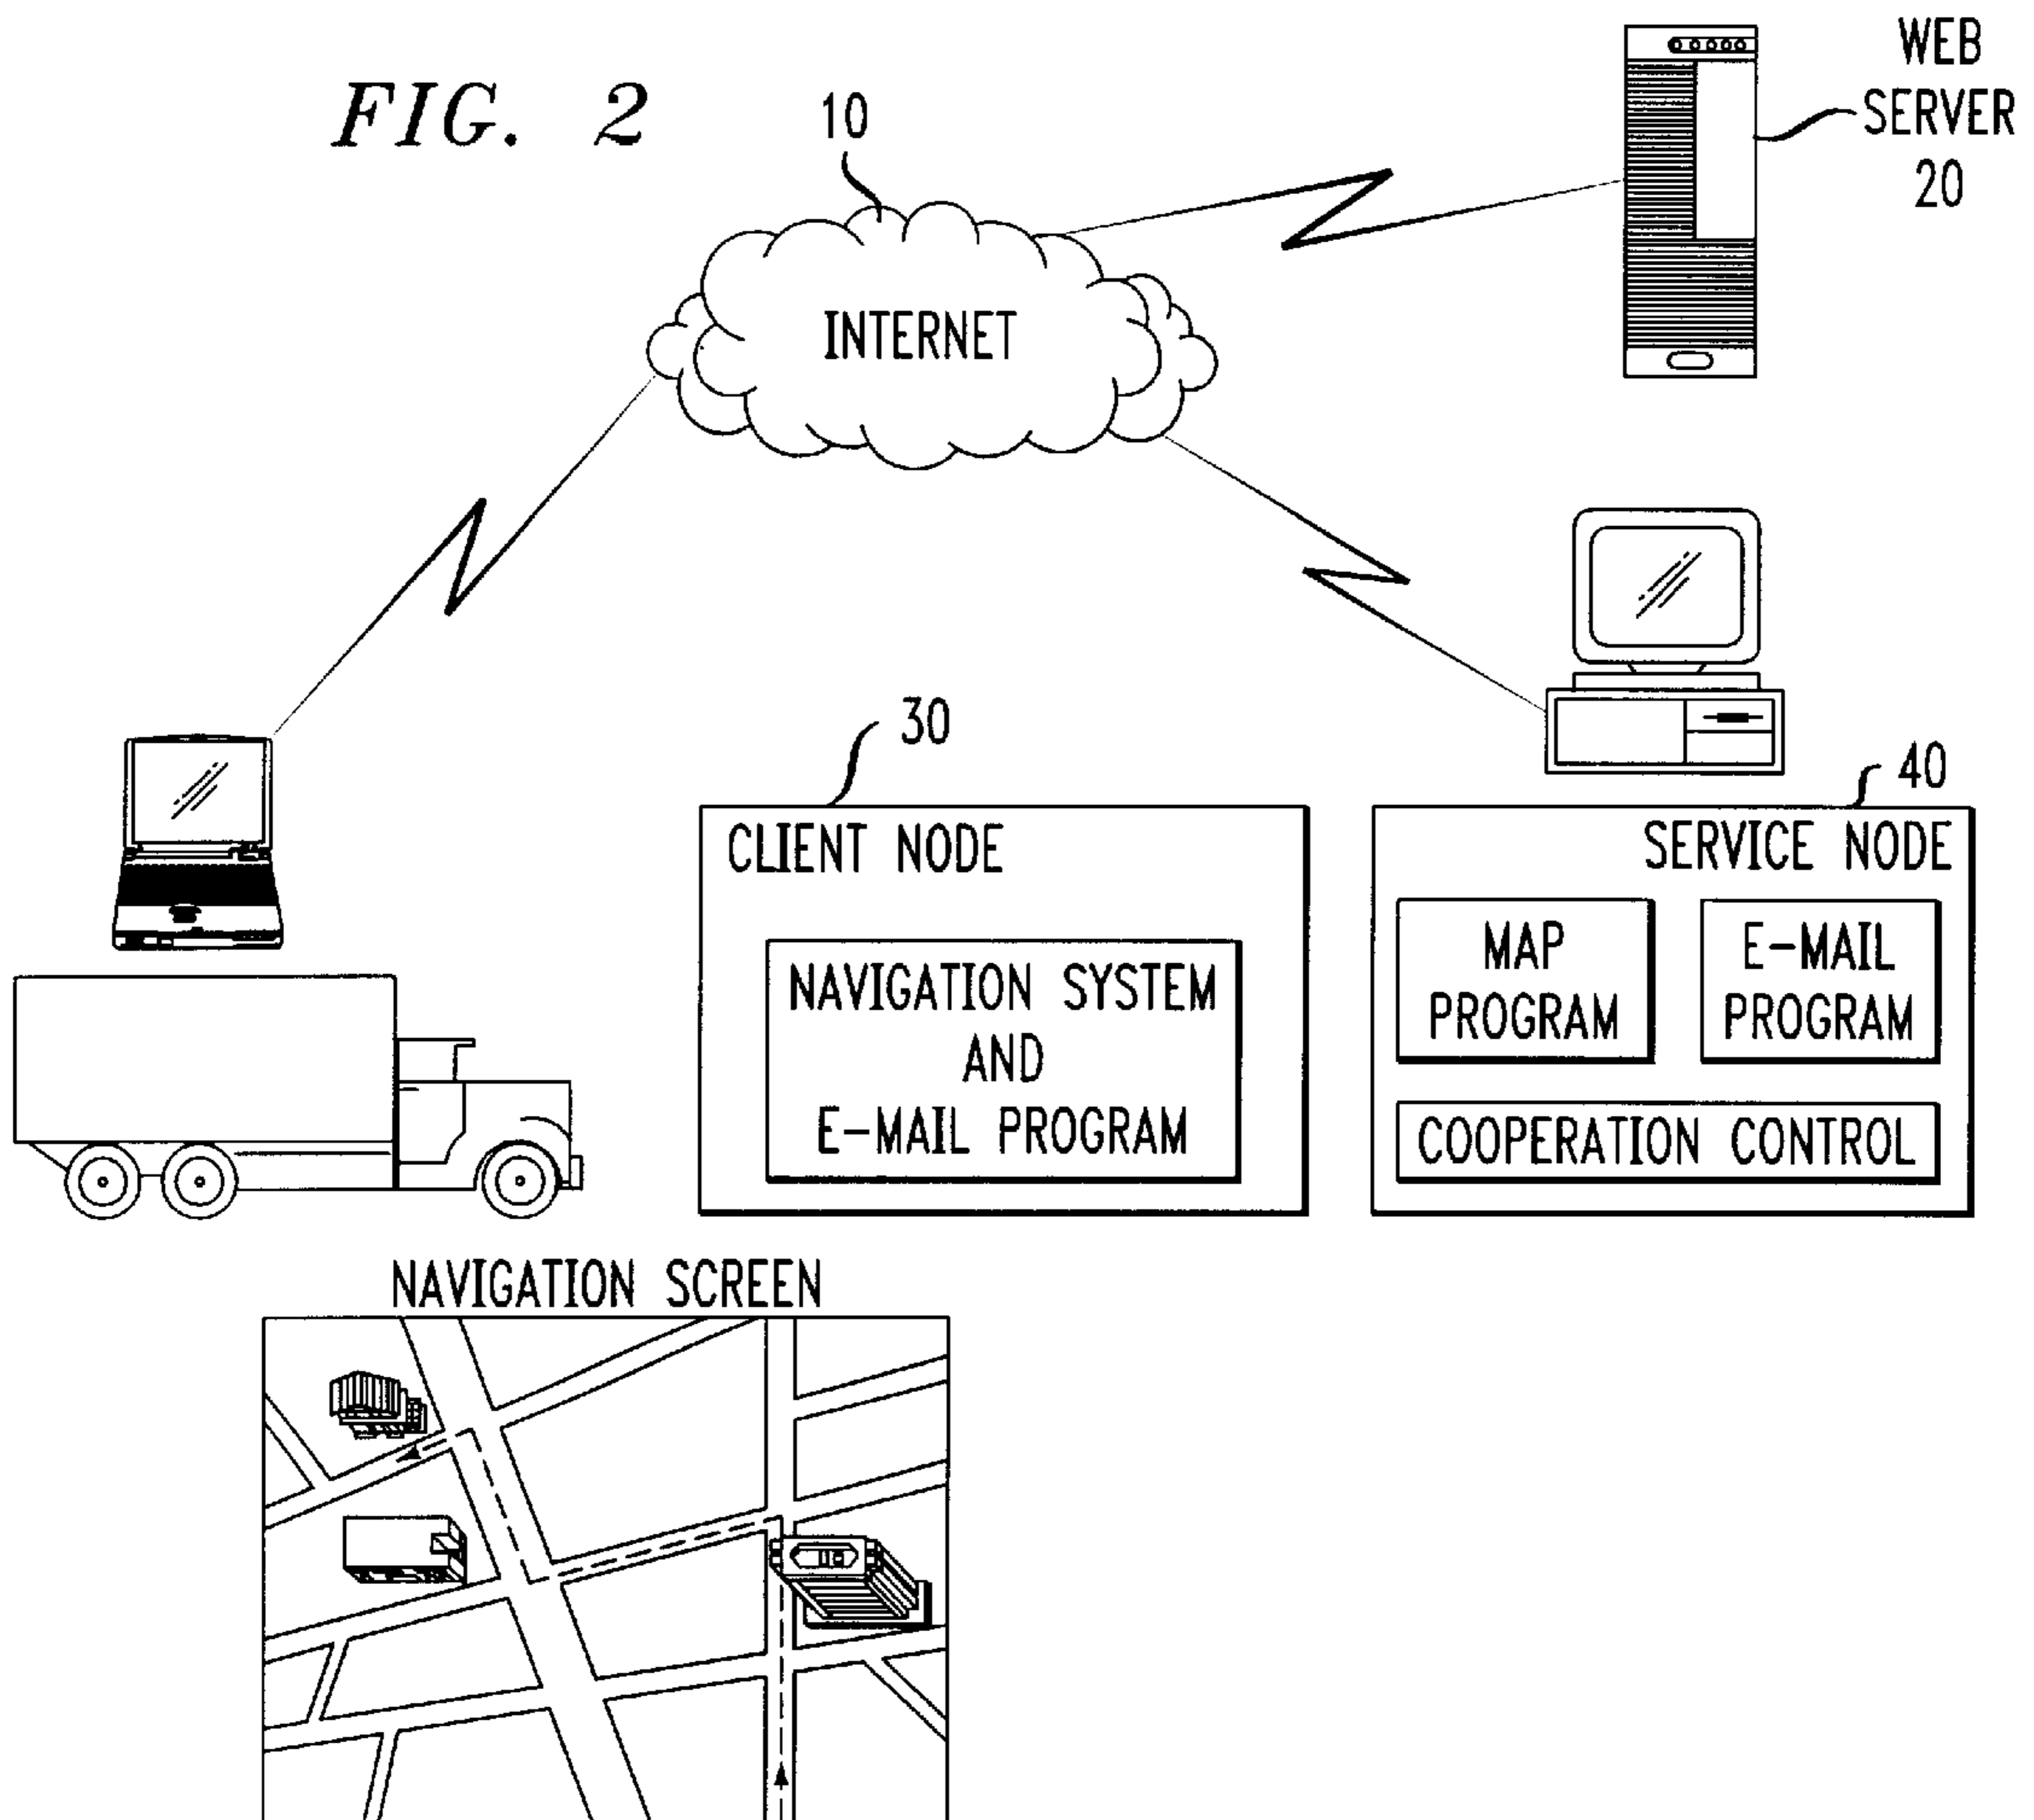 FIG. 2
10
WEB
SERVER
20
INTERNET
30
40
CLIENT NODE
NAVIGATION SYSTEM
AND
E-MAIL PROGRAM
SERVICE NODE
MAP
PROGRAM
E-MAIL
PROGRAM
COOPERATION CONTROL
NAVIGATION SCREEN